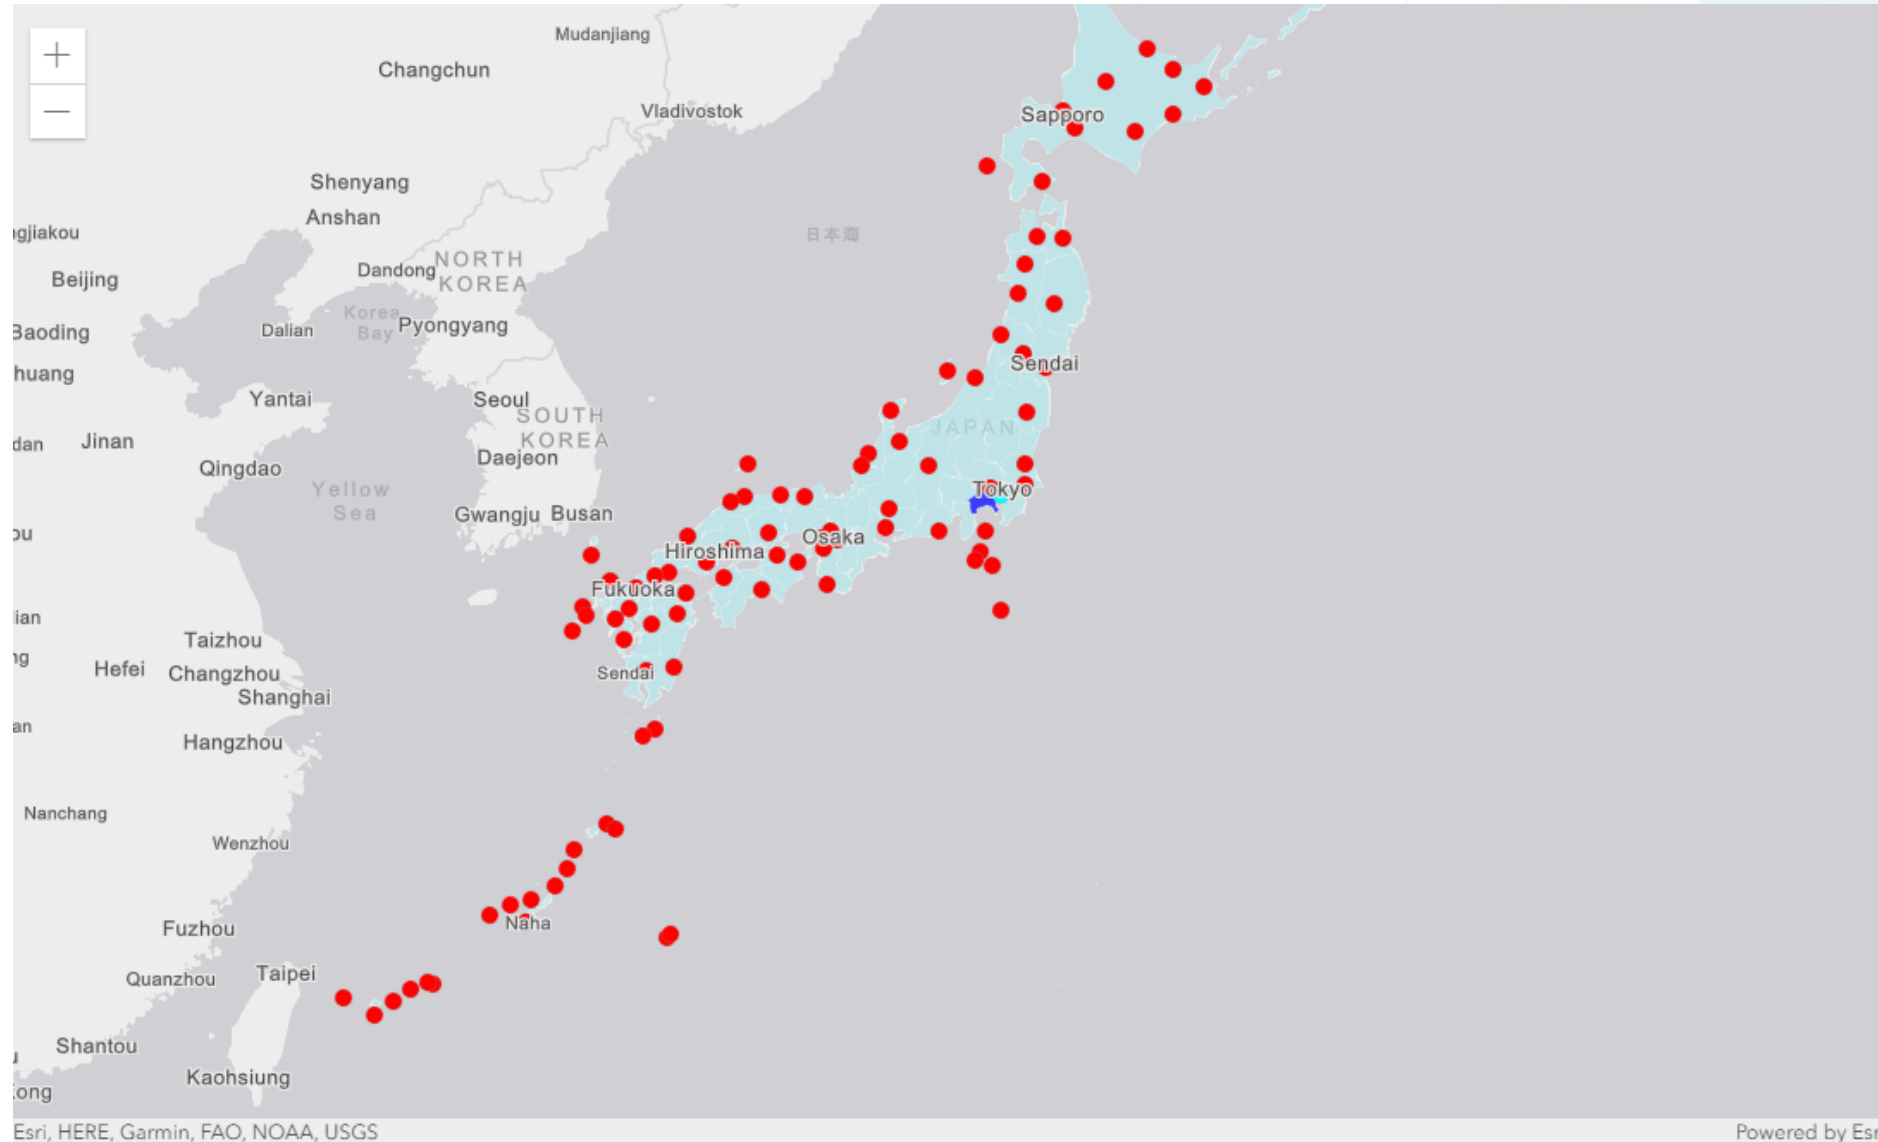 Mudanjiang
Changchun
Vladivostok
Sapporo
Shenyang
Anshan
ngjiakou
日本海
NORTH
KOREA
Dandong
Beijing
Korea
Bay
Pyongyang
Dalian
Baoding
Sendai
huang
Yantai
Seoul
SOUTH
KOREA
JAPAN
dan
Jinan
Daejeon
Qingdao
Yellow
Sea
Tokyo
Gwangju
Busan
ou
Osaka
Hiroshima
Fukuoka
ian
Taizhou
ng
Hefei
Changzhou
Sendai
Shanghai
an
Hangzhou
Nanchang
Wenzhou
Fuzhou
Naha
Quanzhou
Taipei
Shantou
Kaohsiung
ong
Esri, HERE, Garmin, FAO, NOAA, USGS
Powered by Esr